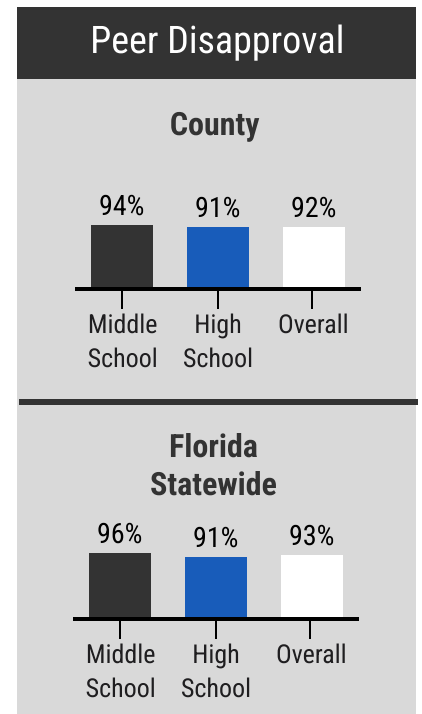 Peer Disapproval
County
94% 91% 92%
Middle School High School Overall
Florida
Statewide
96% 91% 93%
Middle School High School Overall